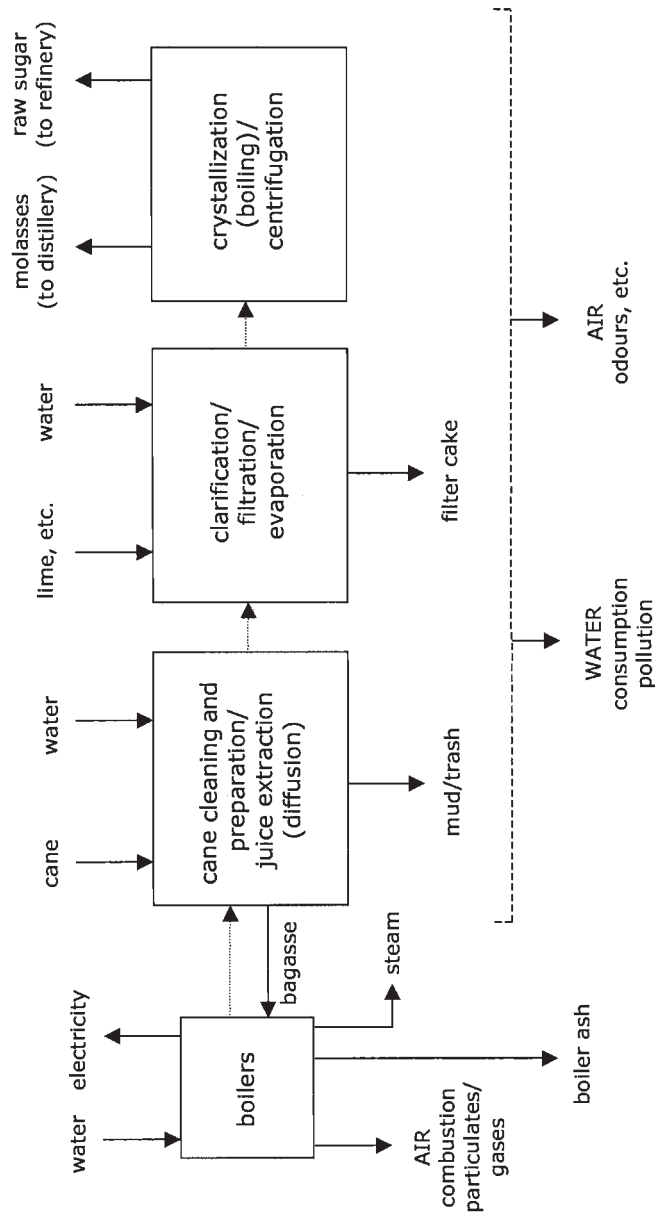 water
electricity
cane
water
lime, etc.
water
molasses
(to distillery)
raw sugar
(to refinery)
boilers
bagasse
cane cleaning and
preparation/
juice extraction
(diffusion)
clarification/
filtration/
evaporation
crystallization
(boiling)/
centrifugation
AIR
combustion
particulates/
gases
steam
boiler ash
mud/trash
filter cake
WATER
consumption
pollution
AIR
odours, etc.